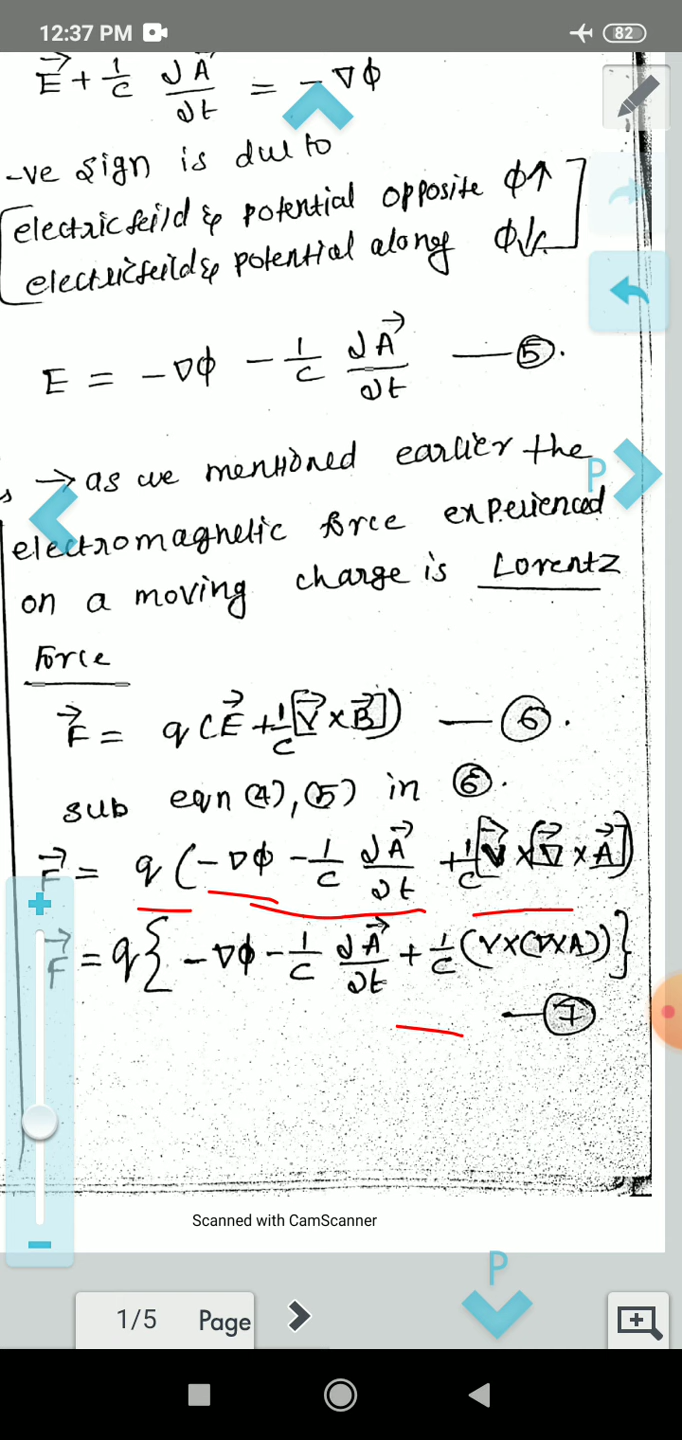 12:37 PM 82
E⃗ + 1/c ∂A⃗/∂t = -∇ϕ
-ve sign is due to
electric feild & potential opposite ϕ↑
electric feild & potential along ϕ↓
E = -∇ϕ - 1/c ∂A⃗/∂t —⑤.
→ as we mentioned earlier the
P
electromagnetic force experienced
on a moving charge is Lorentz
Force
F⃗ = q(E⃗ + 1/c[V⃗ × B⃗]) —⑥.
sub eqn (4), (5) in ⑥.
F⃗ = q(-∇ϕ - 1/c ∂A⃗/∂t + 1/c[V⃗ × (∇⃗ × A⃗])
F⃗ = q{-∇ϕ - 1/c ∂A⃗/∂t + 1/c(V×(∇×A))}
—⑦
Scanned with CamScanner
P
1/5 Page